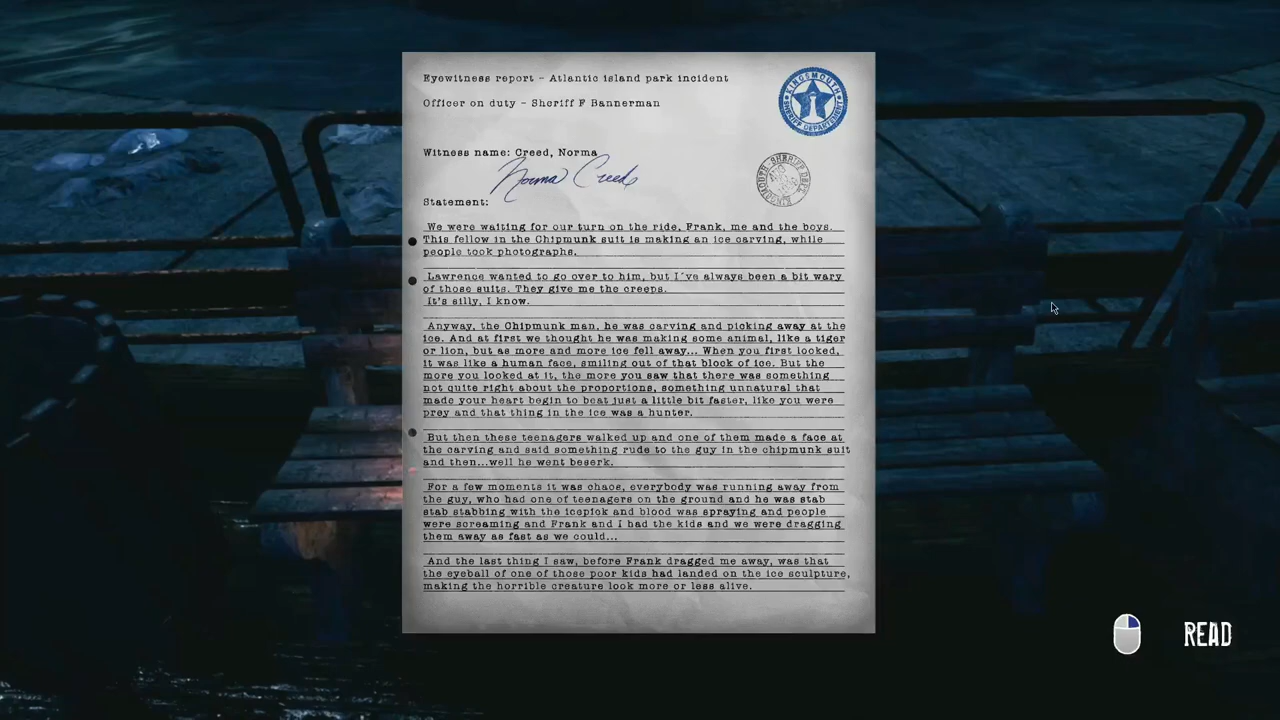 Eyewitness report - Atlantic island park incident
Officer on duty - Sheriff F Bannerman
KINGSMOUTH
SHERIFF DEPARTMENT
Witness name: Creed, Norma
Norma Creed
Statement:
We were waiting for our turn on the ride, Frank, me and the boys.
This fellow in the Chipmunk suit is making an ice carving, while
people took photographs.
Lawrence wanted to go over to him, but I´ve always been a bit wary
of those suits. They give me the creeps.
It's silly, I know.
Anyway, the Chipmunk man, he was carving and picking away at the
ice. And at first we thought he was making some animal, like a tiger
or lion, but as more and more ice fell away... When you first looked,
it was like a human face, smiling out of that block of ice. But the
more you looked at it, the more you saw that there was something
not quite right about the proportions, something unnatural that
made your heart begin to beat just a little bit faster, like you were
prey and that thing in the ice was a hunter.
But then these teenagers walked up and one of them made a face at
the carving and said something rude to the guy in the chipmunk suit
and then...well he went beserk.
For a few moments it was chaos, everybody was running away from
the guy, who had one of teenagers on the ground and he was stab
stab stabbing with the icepick and blood was spraying and people
were screaming and Frank and I had the kids and we were dragging
them away as fast as we could...
And the last thing I saw, before Frank dragged me away, was that
the eyeball of one of those poor kids had landed on the ice sculpture,
making the horrible creature look more or less alive.
READ